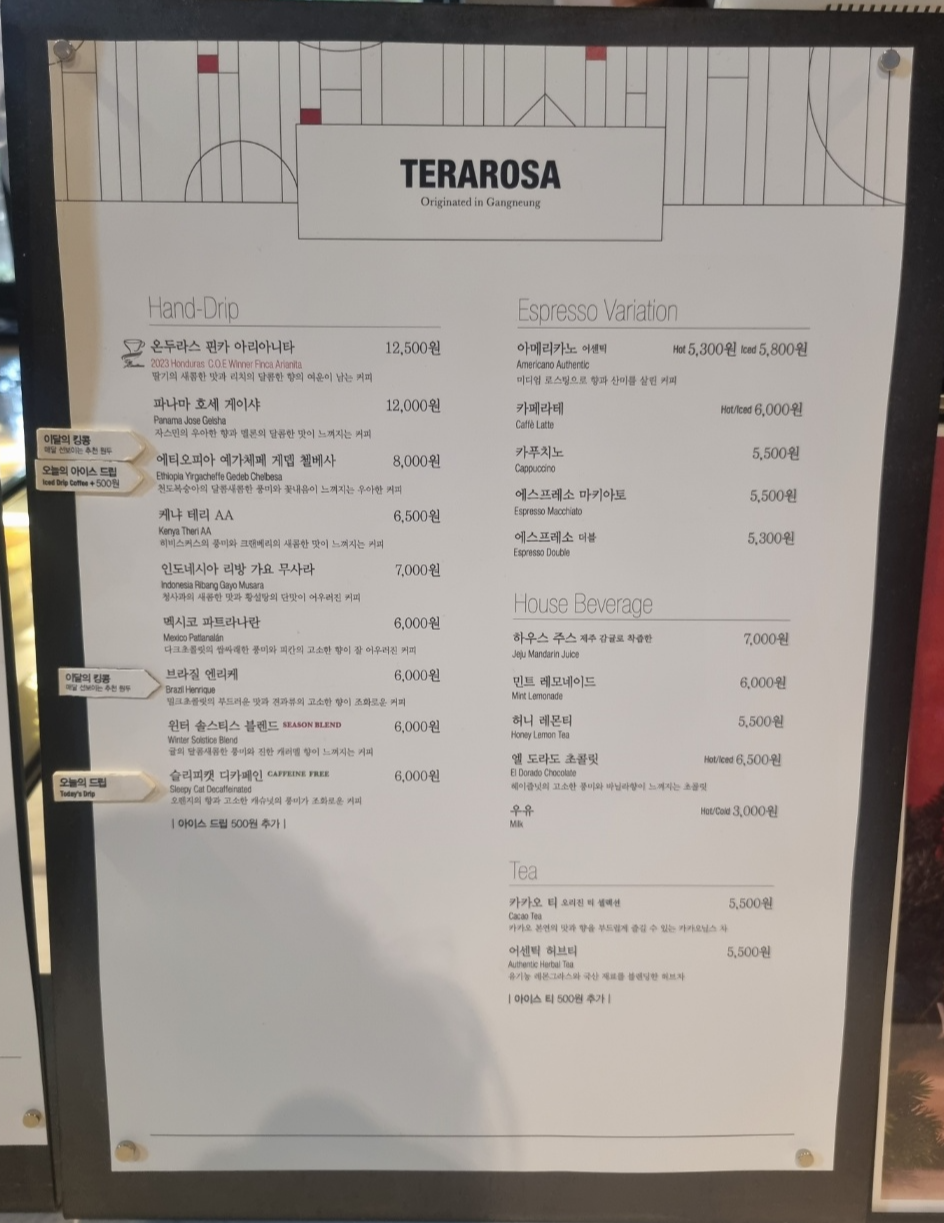 TERAROSA
Originated in Gangneung
Hand-Drip
온두라스 핀카 아리아니타 12,500원
2023 Honduras C.O.E Winner Finca Arianita
딸기의 새콤한 맛과 리치의 달콤한 향의 여운이 남는 커피
파나마 호세 게이샤 12,000원
Panama Jose Geisha
자스민의 우아한 향과 멜론의 달콤한 맛이 느껴지는 커피
이달의 킹콩
매달 선보이는 추천 원두
오늘의 아이스 드립
Iced Drip Coffee + 500원
에티오피아 예가체페 게뎁 첼베사 8,000원
Ethiopia Yirgacheffe Gedeb Chelbesa
천도복숭아의 달콤새콤한 풍미와 꽃내음이 느껴지는 우아한 커피
케냐 테리 AA 6,500원
Kenya Theri AA
히비스커스의 풍미와 크랜베리의 새콤한 맛이 느껴지는 커피
인도네시아 리방 가요 무사라 7,000원
Indonesia Ribang Gayo Musara
청사과의 새콤한 맛과 황설탕의 단맛이 어우러진 커피
멕시코 파트라나란 6,000원
Mexico Patlanalán
다크초콜릿의 쌉싸래한 풍미와 피칸의 고소한 향이 잘 어우러진 커피
이달의 킹콩
매달 선보이는 추천 원두
브라질 엔리케 6,000원
Brazil Henrique
밀크초콜릿의 부드러운 맛과 견과류의 고소한 향이 조화로운 커피
윈터 솔스티스 블렌드 SEASON BLEND 6,000원
Winter Solstice Blend
귤의 달콤새콤한 풍미와 진한 캐러멜 향이 느껴지는 커피
오늘의 드립
Today's Drip
슬리피캣 디카페인 CAFFEINE FREE 6,000원
Sleepy Cat Decaffeinated
오렌지의 향과 고소한 캐슈넛의 풍미가 조화로운 커피
| 아이스 드립 500원 추가 |
Espresso Variation
아메리카노 어센틱 Hot 5,300원 Iced 5,800원
Americano Authentic
미디엄 로스팅으로 향과 산미를 살린 커피
카페라테 Hot/Iced 6,000원
Caffè Latte
카푸치노 5,500원
Cappuccino
에스프레소 마키아토 5,500원
Espresso Macchiato
에스프레소 더블 5,300원
Espresso Double
House Beverage
하우스 주스 제주 감귤로 착즙한 7,000원
Jeju Mandarin Juice
민트 레모네이드 6,000원
Mint Lemonade
허니 레몬티 5,500원
Honey Lemon Tea
엘 도라도 초콜릿 Hot/Iced 6,500원
El Dorado Chocolate
헤이즐넛의 고소한 풍미와 바닐라향이 느껴지는 초콜릿
우유 Hot/Cold 3,000원
Milk
Tea
카카오 티 오리진 티 셀렉션 5,500원
Cacao Tea
카카오 본연의 맛과 향을 부드럽게 즐길 수 있는 카카오닙스 차
어센틱 허브티 5,500원
Authentic Herbal Tea
유기농 레몬그라스와 국산 재료를 블렌딩한 허브차
| 아이스 티 500원 추가 |